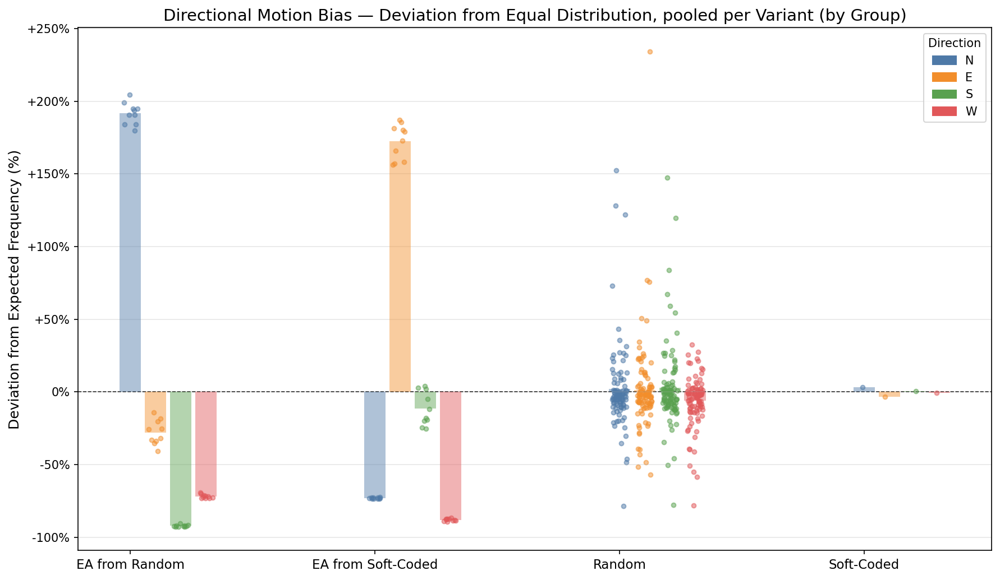 Directional Motion Bias — Deviation from Equal Distribution, pooled per Variant (by Group)
Deviation from Expected Frequency (%)
+250%
+200%
+150%
+100%
+50%
0%
-50%
-100%
Direction
N
E
S
W
EA from Random
EA from Soft-Coded
Random
Soft-Coded